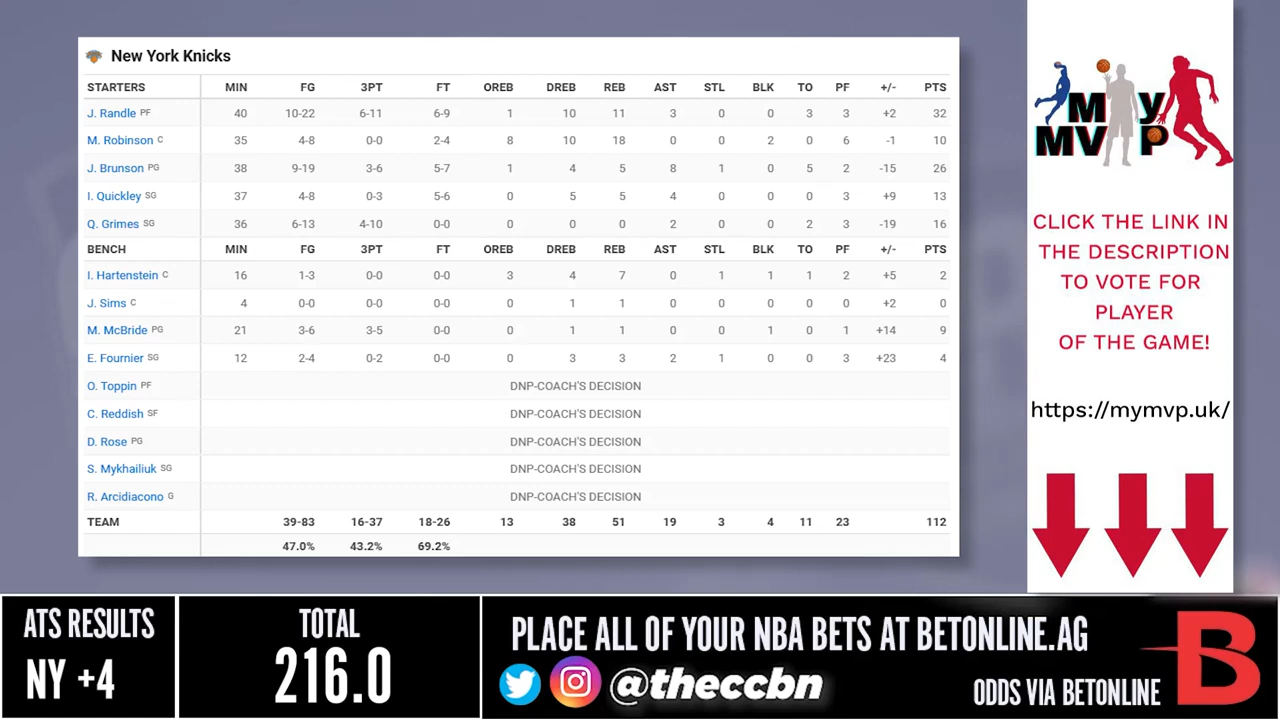 New York Knicks
STARTERS MIN FG 3PT FT OREB DREB REB AST STL BLK TO PF +/- PTS
J. Randle PF 40 10-22 6-11 6-9 1 10 11 3 0 0 3 3 +2 32
M. Robinson C 35 4-8 0-0 2-4 8 10 18 0 0 2 0 6 -1 10
J. Brunson PG 38 9-19 3-6 5-7 1 4 5 8 1 0 5 2 -15 26
I. Quickley SG 37 4-8 0-3 5-6 0 5 5 4 0 0 0 3 +9 13
Q. Grimes SG 36 6-13 4-10 0-0 0 0 0 2 0 0 2 3 -19 16
BENCH MIN FG 3PT FT OREB DREB REB AST STL BLK TO PF +/- PTS
I. Hartenstein C 16 1-3 0-0 0-0 3 4 7 0 1 1 1 2 +5 2
J. Sims C 4 0-0 0-0 0-0 0 1 1 0 0 0 0 0 +2 0
M. McBride PG 21 3-6 3-5 0-0 0 1 1 0 0 1 0 1 +14 9
E. Fournier SG 12 2-4 0-2 0-0 0 3 3 2 1 0 0 3 +23 4
O. Toppin PF DNP-COACH'S DECISION
C. Reddish SF DNP-COACH'S DECISION
D. Rose PG DNP-COACH'S DECISION
S. Mykhailiuk SG DNP-COACH'S DECISION
R. Arcidiacono G DNP-COACH'S DECISION
TEAM 39-83 16-37 18-26 13 38 51 19 3 4 11 23 112
47.0% 43.2% 69.2%
My
MVP
CLICK THE LINK IN
THE DESCRIPTION
TO VOTE FOR
PLAYER
OF THE GAME!
https://mymvp.uk/
ATS RESULTS
NY +4
TOTAL
216.0
PLACE ALL OF YOUR NBA BETS AT BETONLINE.AG
@theccbn
ODDS VIA BETONLINE
B